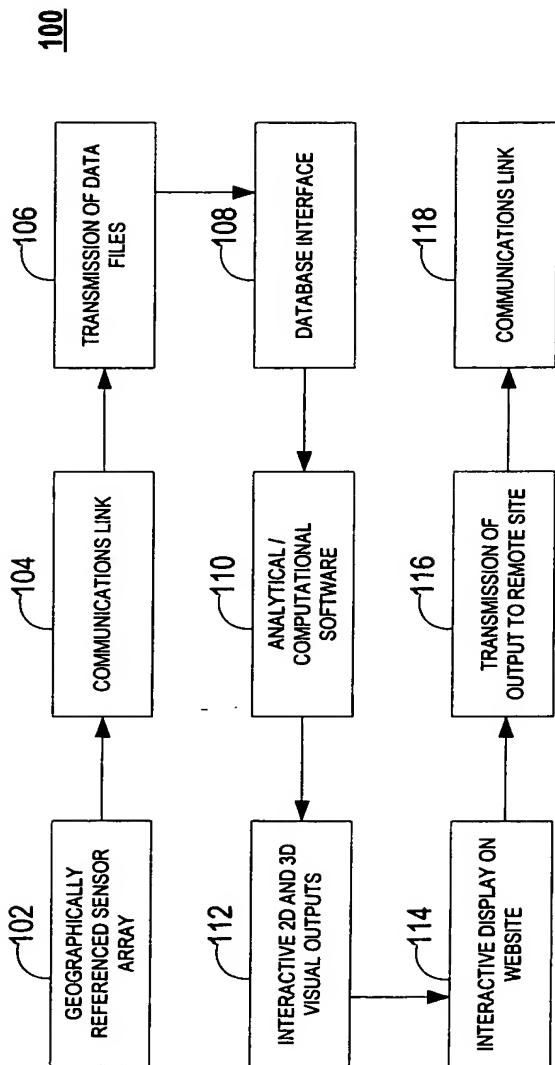 100
102
GEOGRAPHICALLY
REFERENCED SENSOR
ARRAY
104
COMMUNICATIONS LINK
106
TRANSMISSION OF DATA
FILES
108
DATABASE INTERFACE
110
ANALYTICAL /
COMPUTATIONAL
SOFTWARE
112
INTERACTIVE 2D AND 3D
VISUAL OUTPUTS
114
INTERACTIVE DISPLAY ON
WEBSITE
116
TRANSMISSION OF
OUTPUT TO REMOTE SITE
118
COMMUNICATIONS LINK